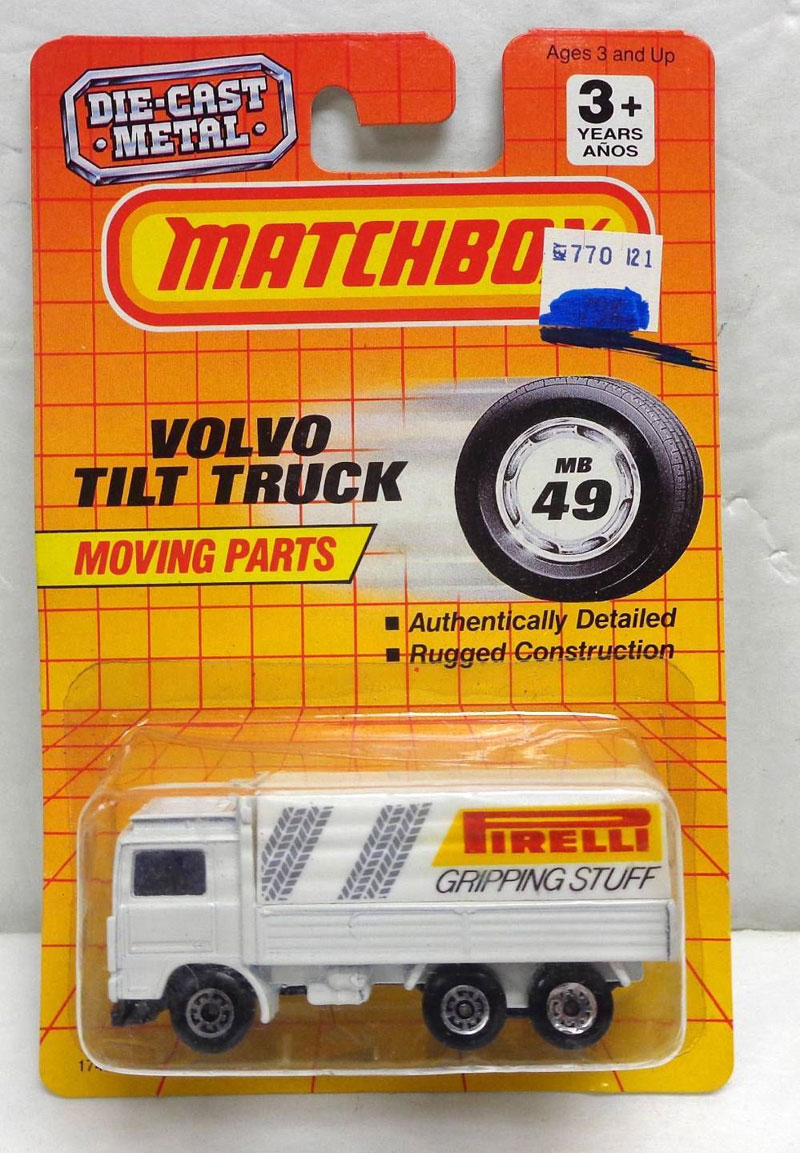 Ages 3 and Up
DIE-CAST
METAL
3+
YEARS
AÑOS
MATCHBOX
770 121
VOLVO
TILT TRUCK
MB
49
MOVING PARTS
■ Authentically Detailed
■ Rugged Construction
PIRELLI
GRIPPING STUFF